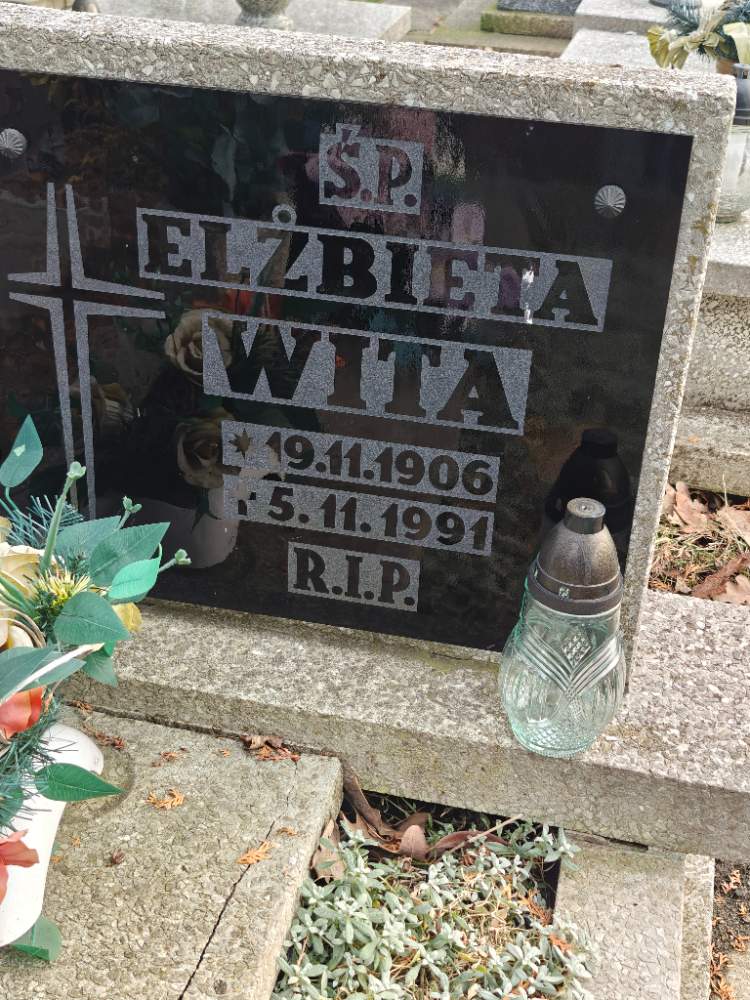 Ś.P.
ELŻBIETA
WITA
* 19.11.1906
† 5.11.1991
R.I.P.